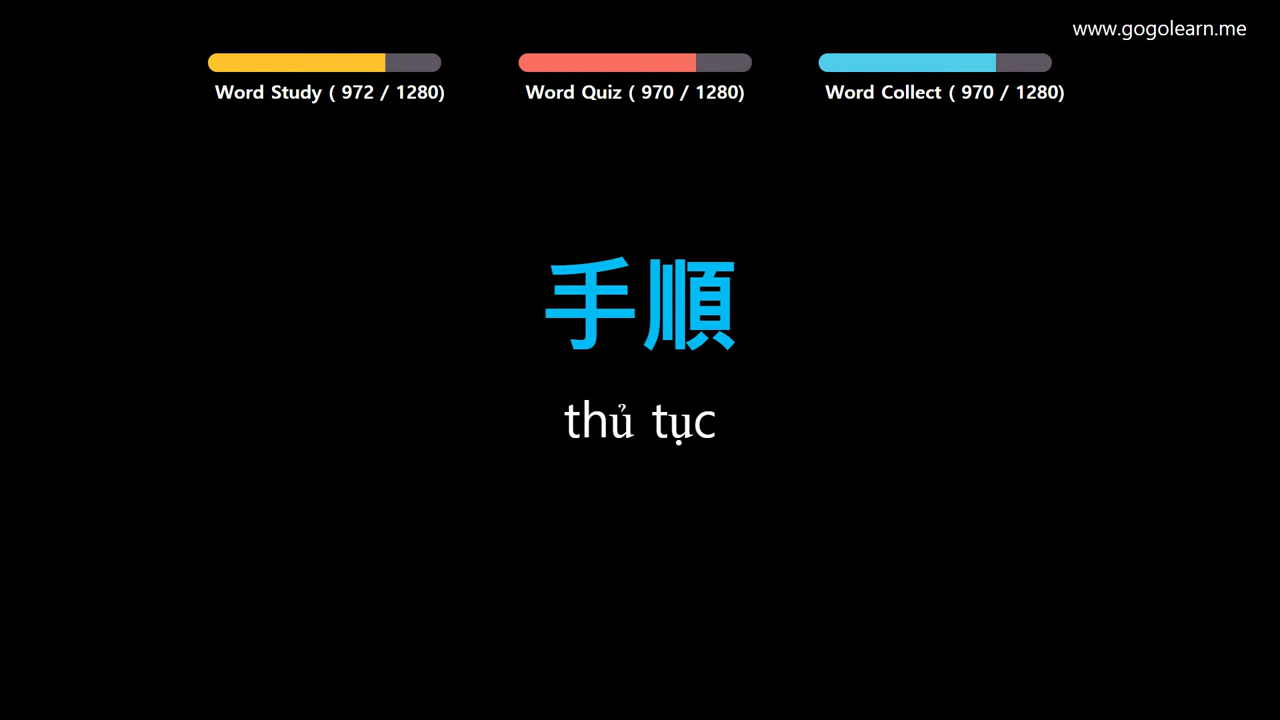 www.gogolearn.me
Word Study ( 972 / 1280)
Word Quiz ( 970 / 1280)
Word Collect ( 970 / 1280)
手順
thủ tục